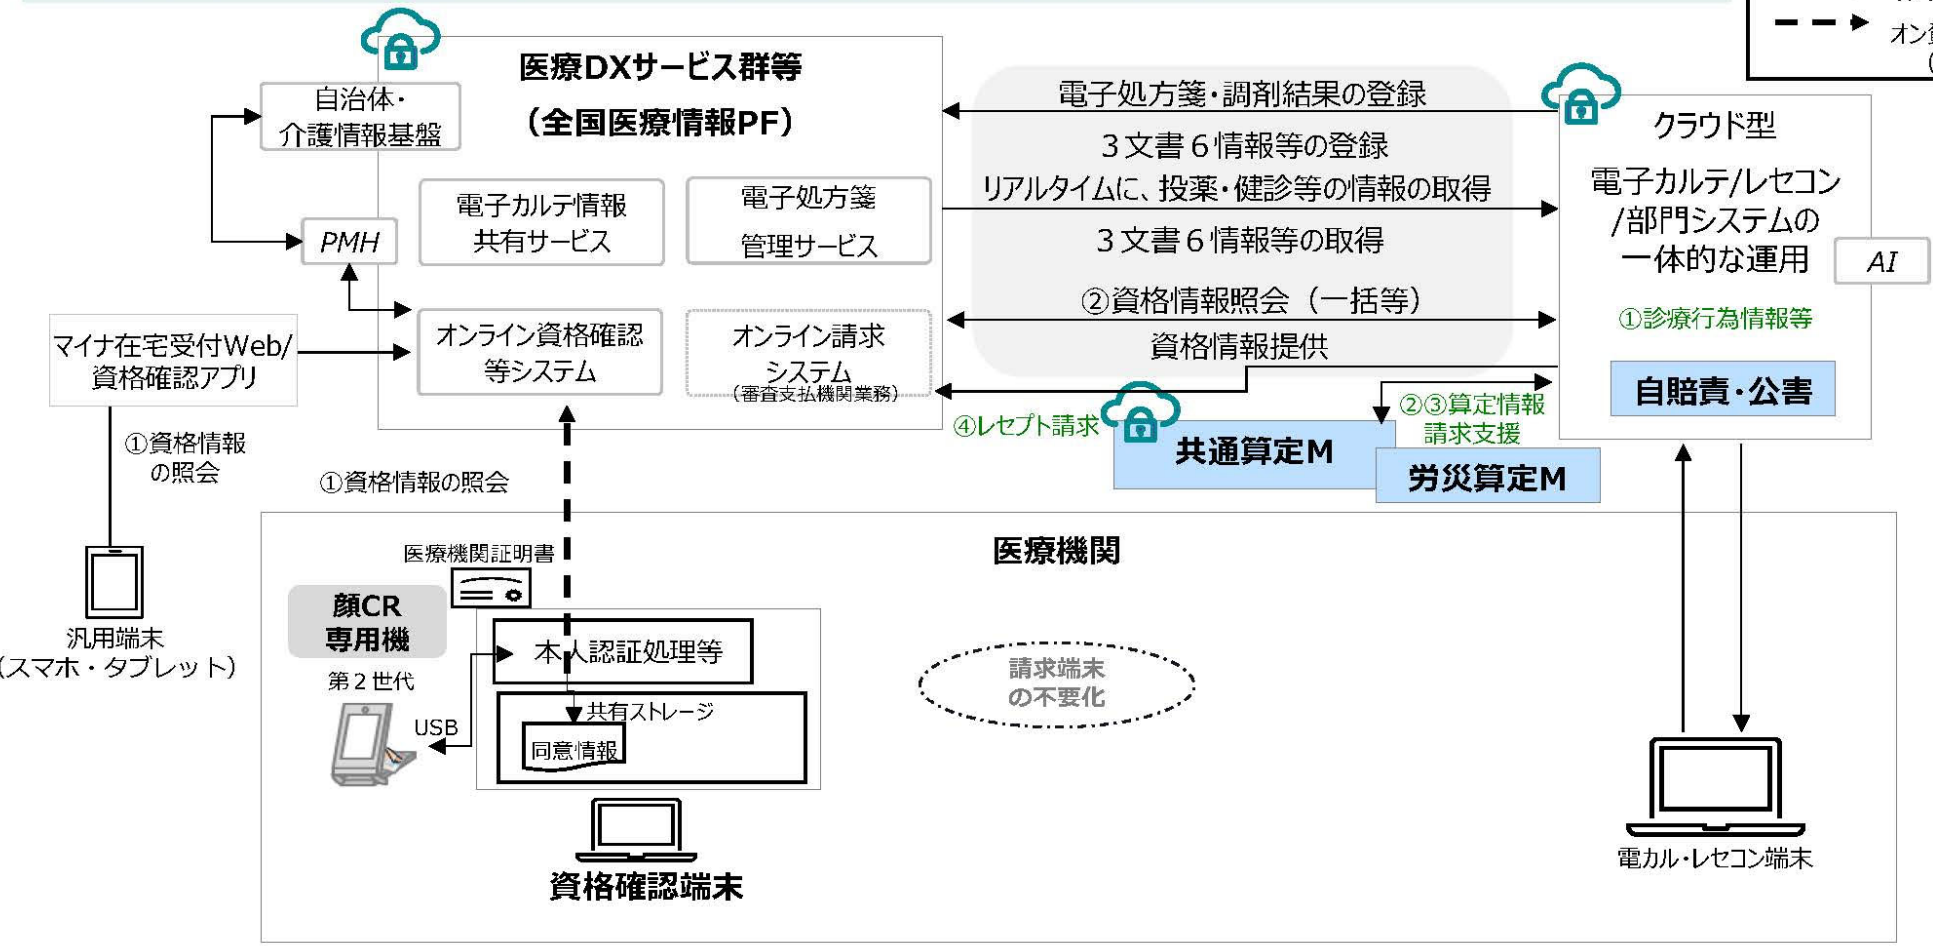 医療DXサービス群等
（全国医療情報PF）
自治体・
介護情報基盤
PMH
電子カルテ情報
共有サービス
電子処方箋
管理サービス
オンライン資格確認
等システム
オンライン請求
システム
（審査支払機関業務）
マイナ在宅受付Web/
資格確認アプリ
①資格情報
の照会
①資格情報の照会
汎用端末
（スマホ・タブレット）
電子処方箋・調剤結果の登録
３文書６情報等の登録
リアルタイムに、投薬・健診等の情報の取得
３文書６情報等の取得
②資格情報照会（一括等）
資格情報提供
④レセプト請求
②③算定情報
請求支援
共通算定M
労災算定M
クラウド型
電子カルテ/レセコン
/部門システムの
一体的な運用
AI
①診療行為情報等
自賠責・公害
医療機関
医療機関証明書
顔CR
専用機
第２世代
USB
本人認証処理等
共有ストレージ
同意情報
資格確認端末
請求端末
の不要化
電カル・レセコン端末